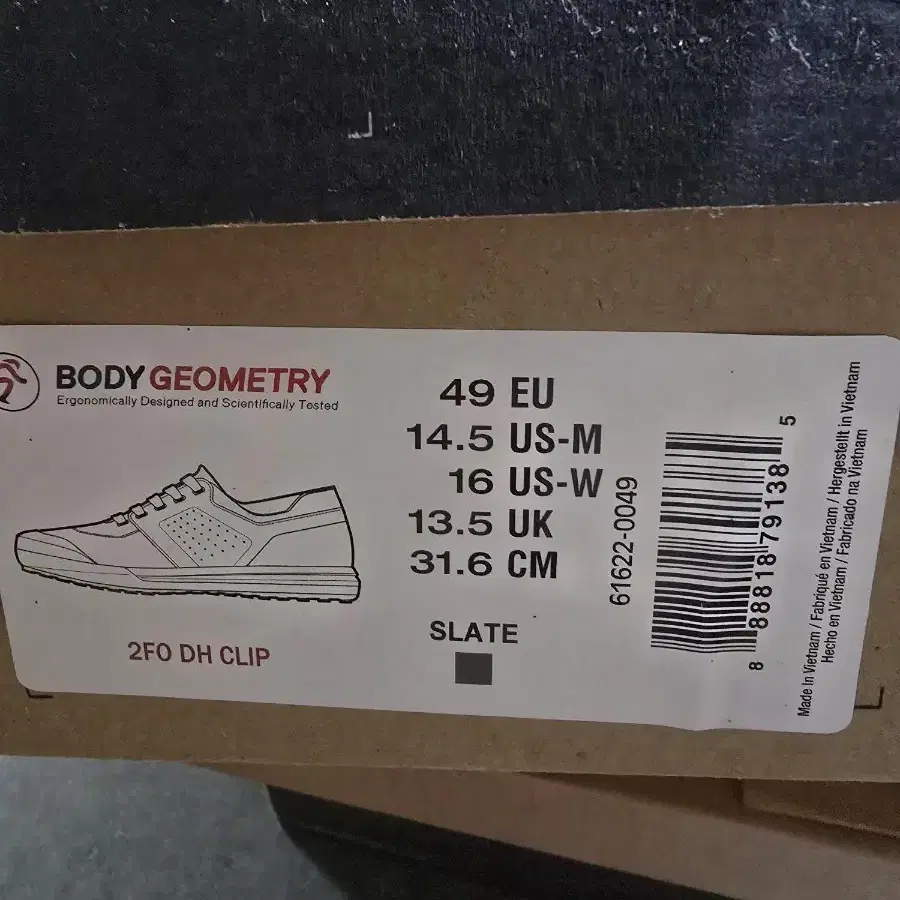 BODY GEOMETRY
Ergonomically Designed and Scientifically Tested
2FO DH CLIP
49 EU
14.5 US-M
16 US-W
13.5 UK
31.6 CM
SLATE
61622-0049
8 88818 79138 5
Made In Vietnam / Fabriqué en Vietnam / Hergestellt in Vietnam
Hecho en Vietnam / Fabricado na Vietnam